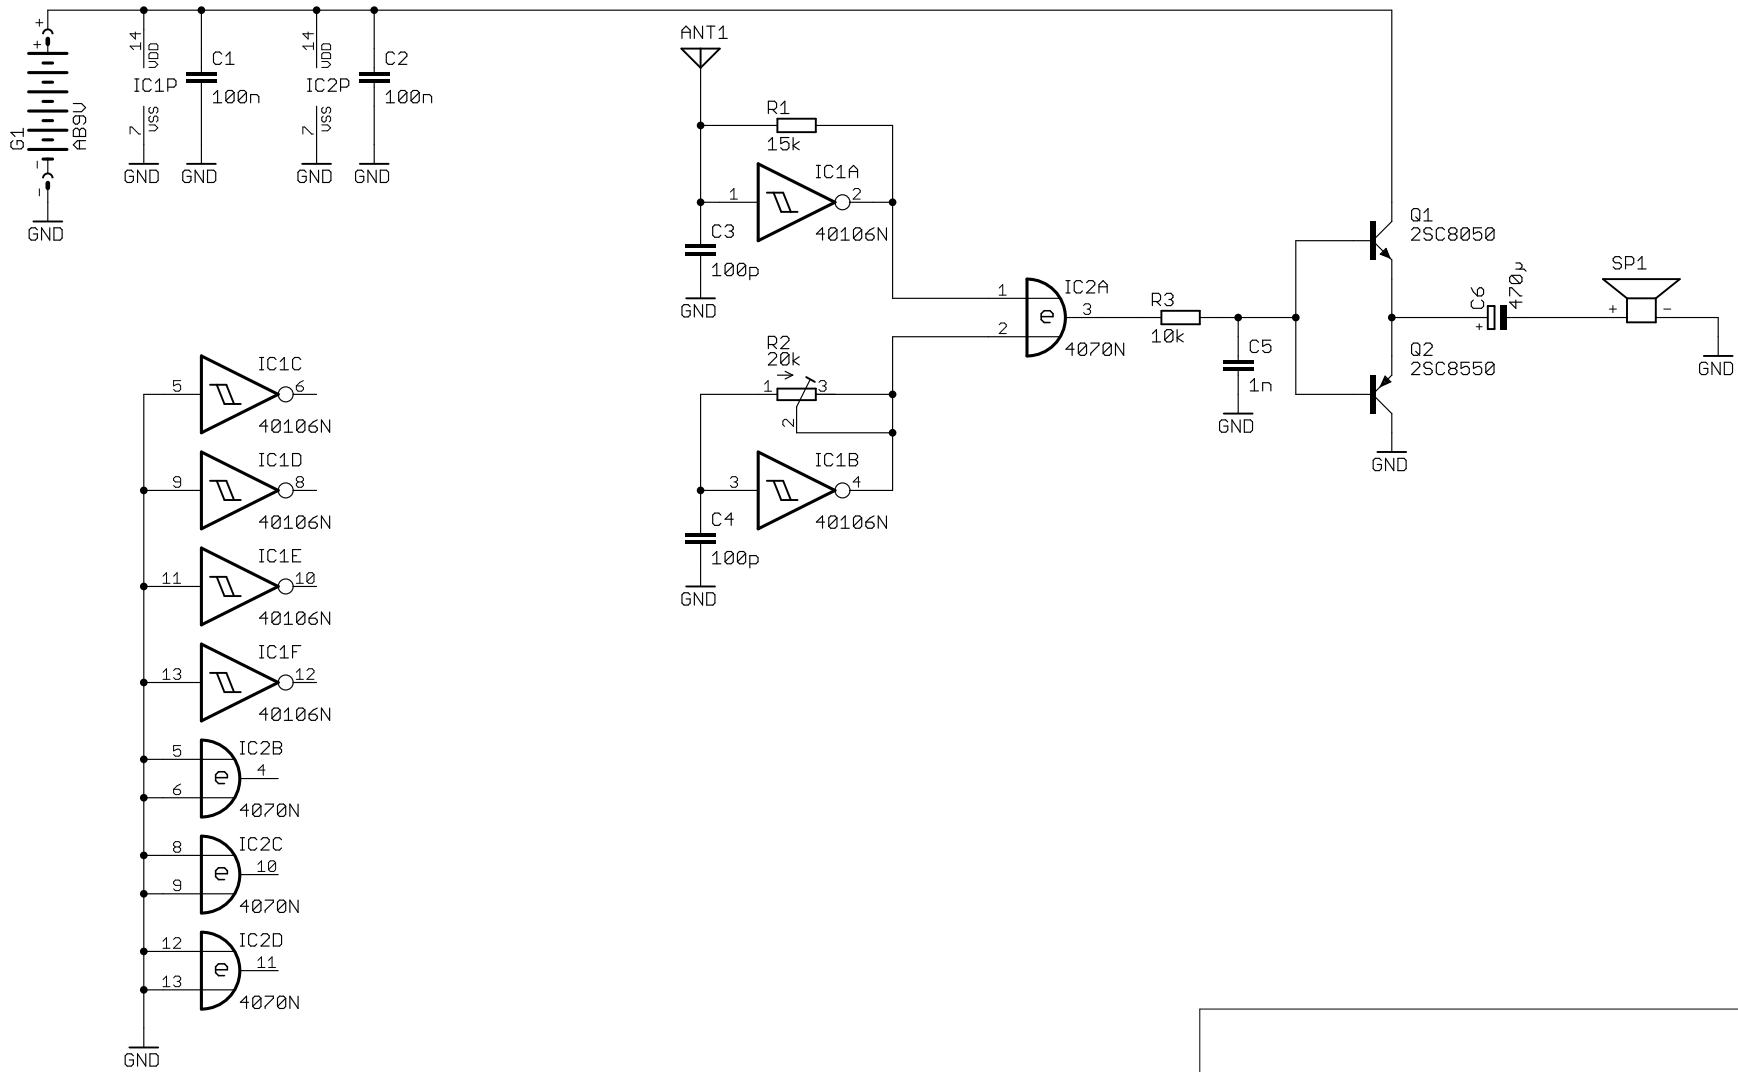 +
+
G1
AB9V
-
-
GND
14
VDD
IC1P
7
VSS
GND
C1
100n
GND
14
VDD
IC2P
7
VSS
GND
C2
100n
GND
ANT1
R1
15k
IC1A
1
2
40106N
C3
100p
GND
R2
20k
1
3
2
IC1B
3
4
40106N
C4
100p
GND
IC2A
1
2
3
e
4070N
R3
10k
C5
1n
GND
Q1
2SC8050
Q2
2SC8550
GND
C6
470µ
+
SP1
+
-
GND
IC1C
5
6
40106N
IC1D
9
8
40106N
IC1E
11
10
40106N
IC1F
13
12
40106N
IC2B
5
4
e
6
4070N
IC2C
8
10
e
9
4070N
IC2D
12
11
e
13
4070N
GND